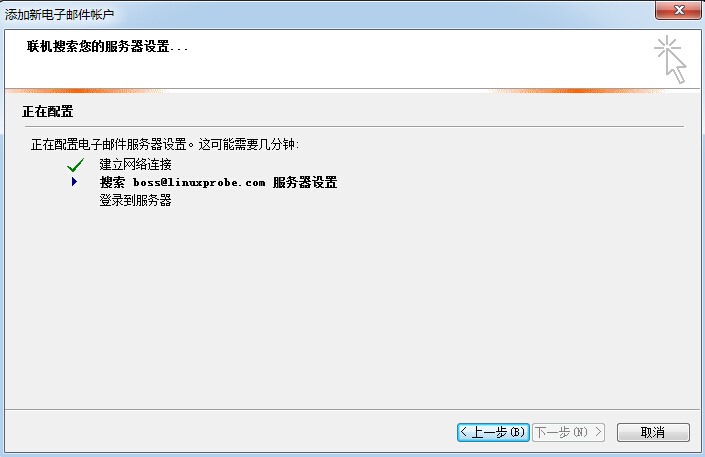 添加新电子邮件帐户
联机搜索您的服务器设置...
正在配置
正在配置电子邮件服务器设置。这可能需要几分钟:
建立网络连接
搜索 boss@linuxprobe.com 服务器设置
登录到服务器
< 上一步(B) 下一步(N) > 取消